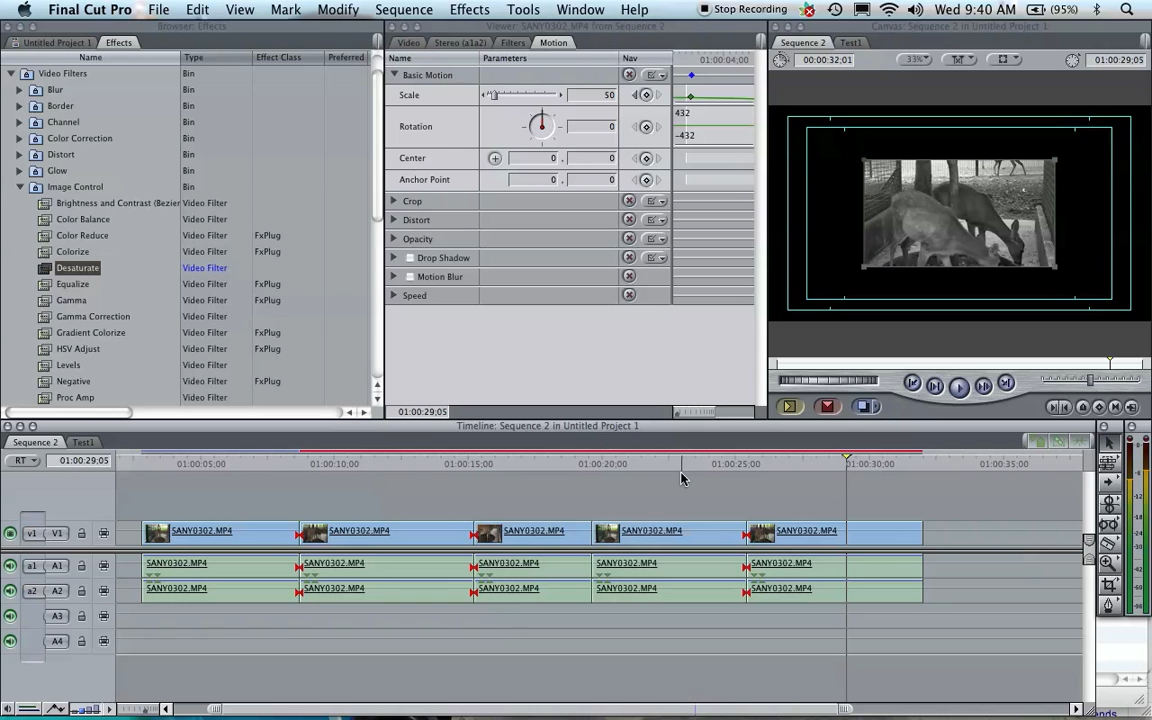 Final Cut Pro File Edit View Mark Modify Sequence Effects Tools Window Help Stop Recording Wed 9:40 AM (95%)
Browser: Effects
Viewer: SANY0302.MP4 from Sequence 2
Canvas: Sequence 2 in Untitled Project 1
Untitled Project 1 Effects
Video Stereo (a1a2) Filters Motion
Sequence 2 Test1
Name Type Effect Class Preferred
Video Filters Bin
Blur Bin
Border Bin
Channel Bin
Color Correction Bin
Distort Bin
Glow Bin
Image Control Bin
Brightness and Contrast (Bezier Video Filter
Color Balance Video Filter
Color Reduce Video Filter FxPlug
Colorize Video Filter FxPlug
Desaturate Video Filter
Equalize Video Filter FxPlug
Gamma Video Filter FxPlug
Gamma Correction Video Filter
Gradient Colorize Video Filter FxPlug
HSV Adjust Video Filter FxPlug
Levels Video Filter
Negative Video Filter FxPlug
Proc Amp Video Filter
Name Parameters Nav 01:00:04;00
Basic Motion
Scale 50
432
Rotation 0
-432
Center 0 , 0
Anchor Point 0 , 0
Crop
Distort
Opacity
Drop Shadow
Motion Blur
Speed
01:00:29;05
00:00:32;01 33% 01:00:29;05
Timeline: Sequence 2 in Untitled Project 1
Sequence 2 Test1
RT 01:00:29;05 01:00:05;00 01:00:10;00 01:00:15;00 01:00:20;00 01:00:25;00 01:00:30;00 01:00:35;00
v1 V1 SANY0302.MP4 SANY0302.MP4 SANY0302.MP4 SANY0302.MP4 SANY0302.MP4
a1 A1 SANY0302.MP4 SANY0302.MP4 SANY0302.MP4 SANY0302.MP4 SANY0302.MP4
a2 A2 SANY0302.MP4 SANY0302.MP4 SANY0302.MP4 SANY0302.MP4 SANY0302.MP4
A3
A4